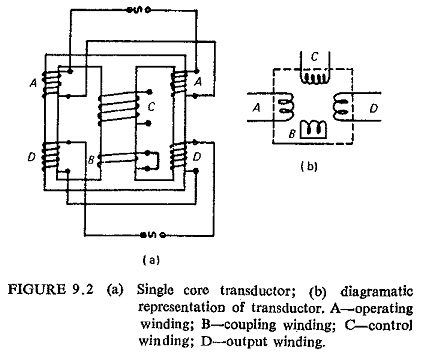 A
A
C
D
B
D
(a)
C
A
D
B
(b)
FIGURE 9.2 (a) Single core transductor; (b) diagramatic
representation of transductor. A—operating
winding; B—coupling winding; C—control
winding; D—output winding.